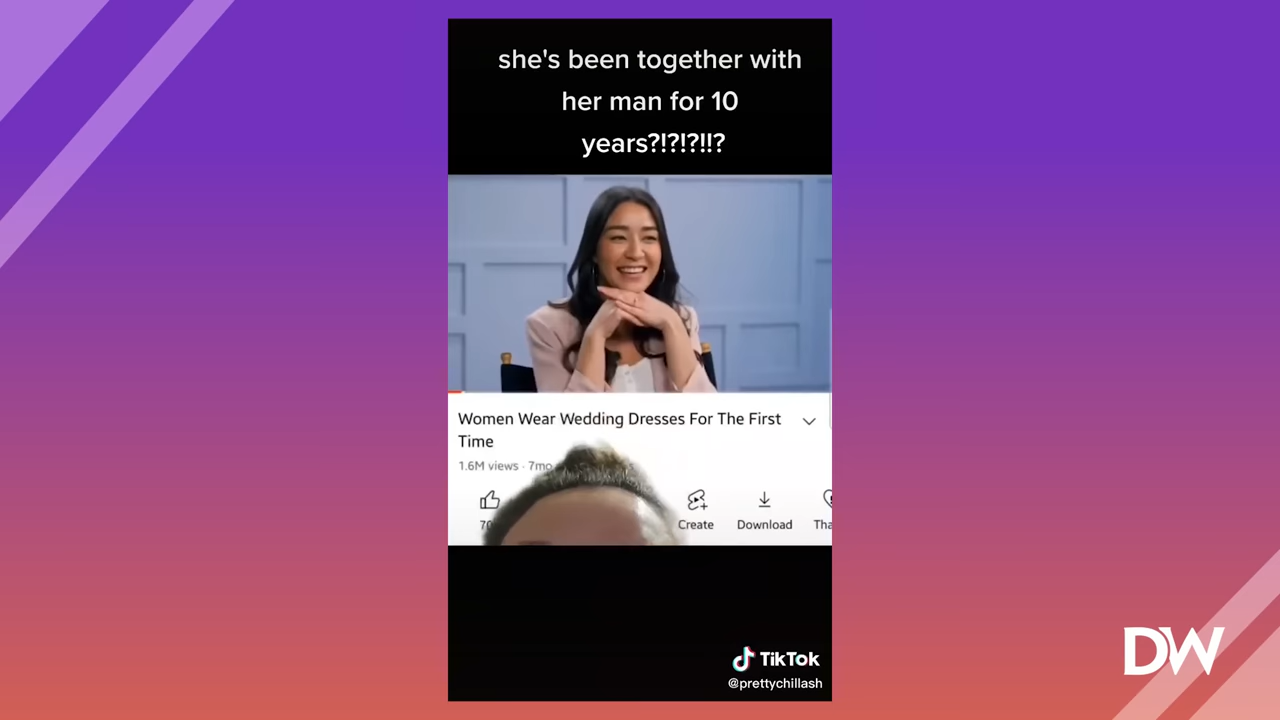 she's been together with
her man for 10
years?!?!?!!?
Women Wear Wedding Dresses For The First
Time
1.6M views · 7mo
Create
Download
TikTok
@prettychillash
DW